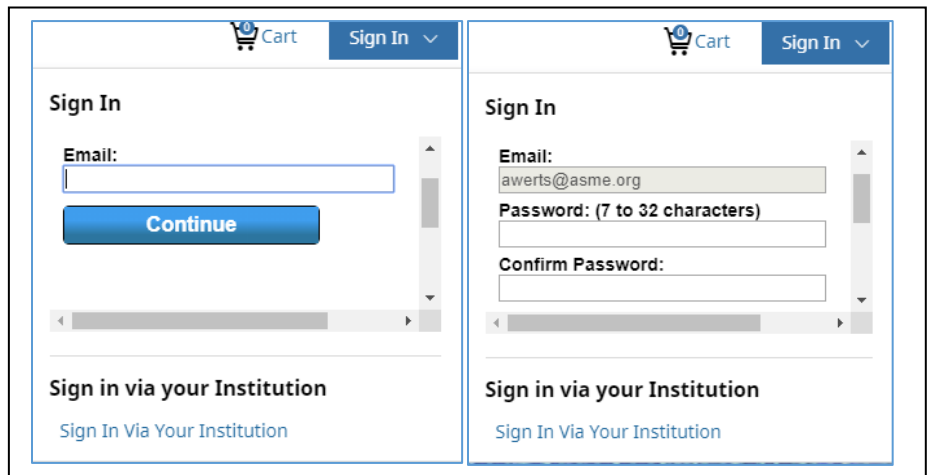 0
Cart
Sign In
Sign In
Email:
Continue
Sign in via your Institution
Sign In Via Your Institution
0
Cart
Sign In
Sign In
Email:
awerts@asme.org
Password: (7 to 32 characters)
Confirm Password:
Sign in via your Institution
Sign In Via Your Institution